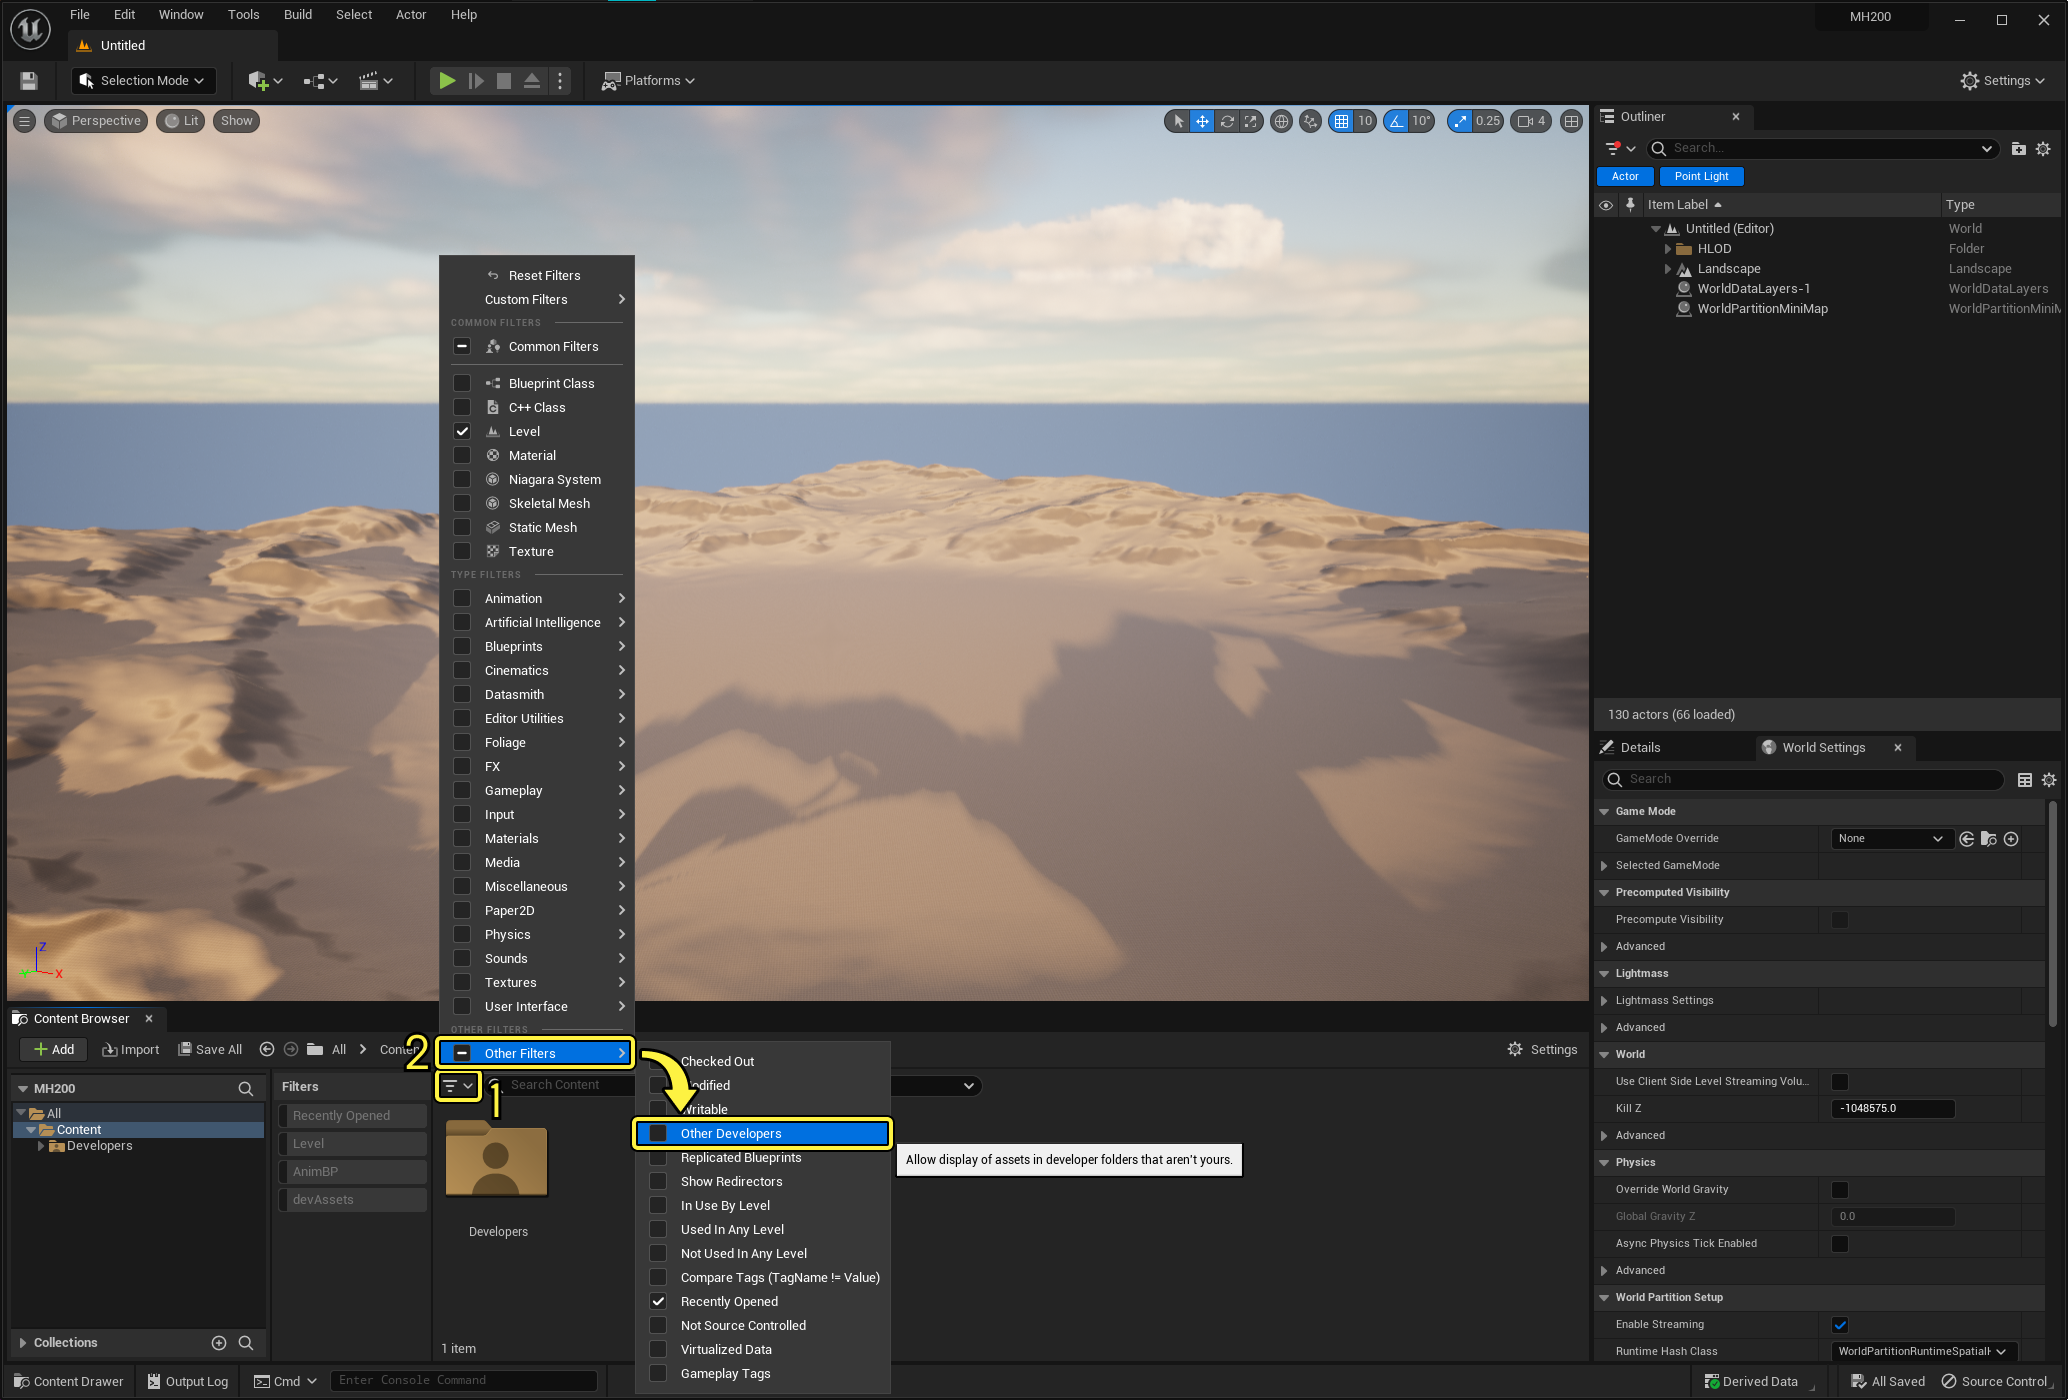 File Edit Window Tools Build Select Actor Help
MH200
Untitled
Selection Mode
Platforms
Settings
Perspective
Lit
Show
10
10°
0.25
4
Outliner
Search...
Actor
Point Light
Item Label
Type
Untitled (Editor)
World
HLOD
Folder
Landscape
Landscape
WorldDataLayers-1
WorldDataLayers
WorldPartitionMiniMap
WorldPartitionMiniM
130 actors (66 loaded)
Details
World Settings
Search
Game Mode
GameMode Override
None
Selected GameMode
Precomputed Visibility
Precompute Visibility
Advanced
Lightmass
Lightmass Settings
Advanced
World
Use Client Side Level Streaming Volu...
Kill Z
-1048575.0
Advanced
Physics
Override World Gravity
Global Gravity Z
0.0
Async Physics Tick Enabled
Advanced
World Partition Setup
Enable Streaming
Runtime Hash Class
WorldPartitionRuntimeSpatialH
Reset Filters
Custom Filters
COMMON FILTERS
Common Filters
Blueprint Class
C++ Class
Level
Material
Niagara System
Skeletal Mesh
Static Mesh
Texture
TYPE FILTERS
Animation
Artificial Intelligence
Blueprints
Cinematics
Datasmith
Editor Utilities
Foliage
FX
Gameplay
Input
Materials
Media
Miscellaneous
Paper2D
Physics
Sounds
Textures
User Interface
OTHER FILTERS
Other Filters
2
1
X
Y
Z
Content Browser
Add
Import
Save All
All
Conten
Settings
MH200
All
Content
Developers
Collections
Filters
Recently Opened
Level
AnimBP
devAssets
Search Content
Developers
1 item
Checked Out
odified
Writable
Other Developers
Replicated Blueprints
Show Redirectors
In Use By Level
Used In Any Level
Not Used In Any Level
Compare Tags (TagName != Value)
Recently Opened
Not Source Controlled
Virtualized Data
Gameplay Tags
Allow display of assets in developer folders that aren't yours.
Content Drawer
Output Log
Cmd
Enter Console Command
Derived Data
All Saved
Source Control